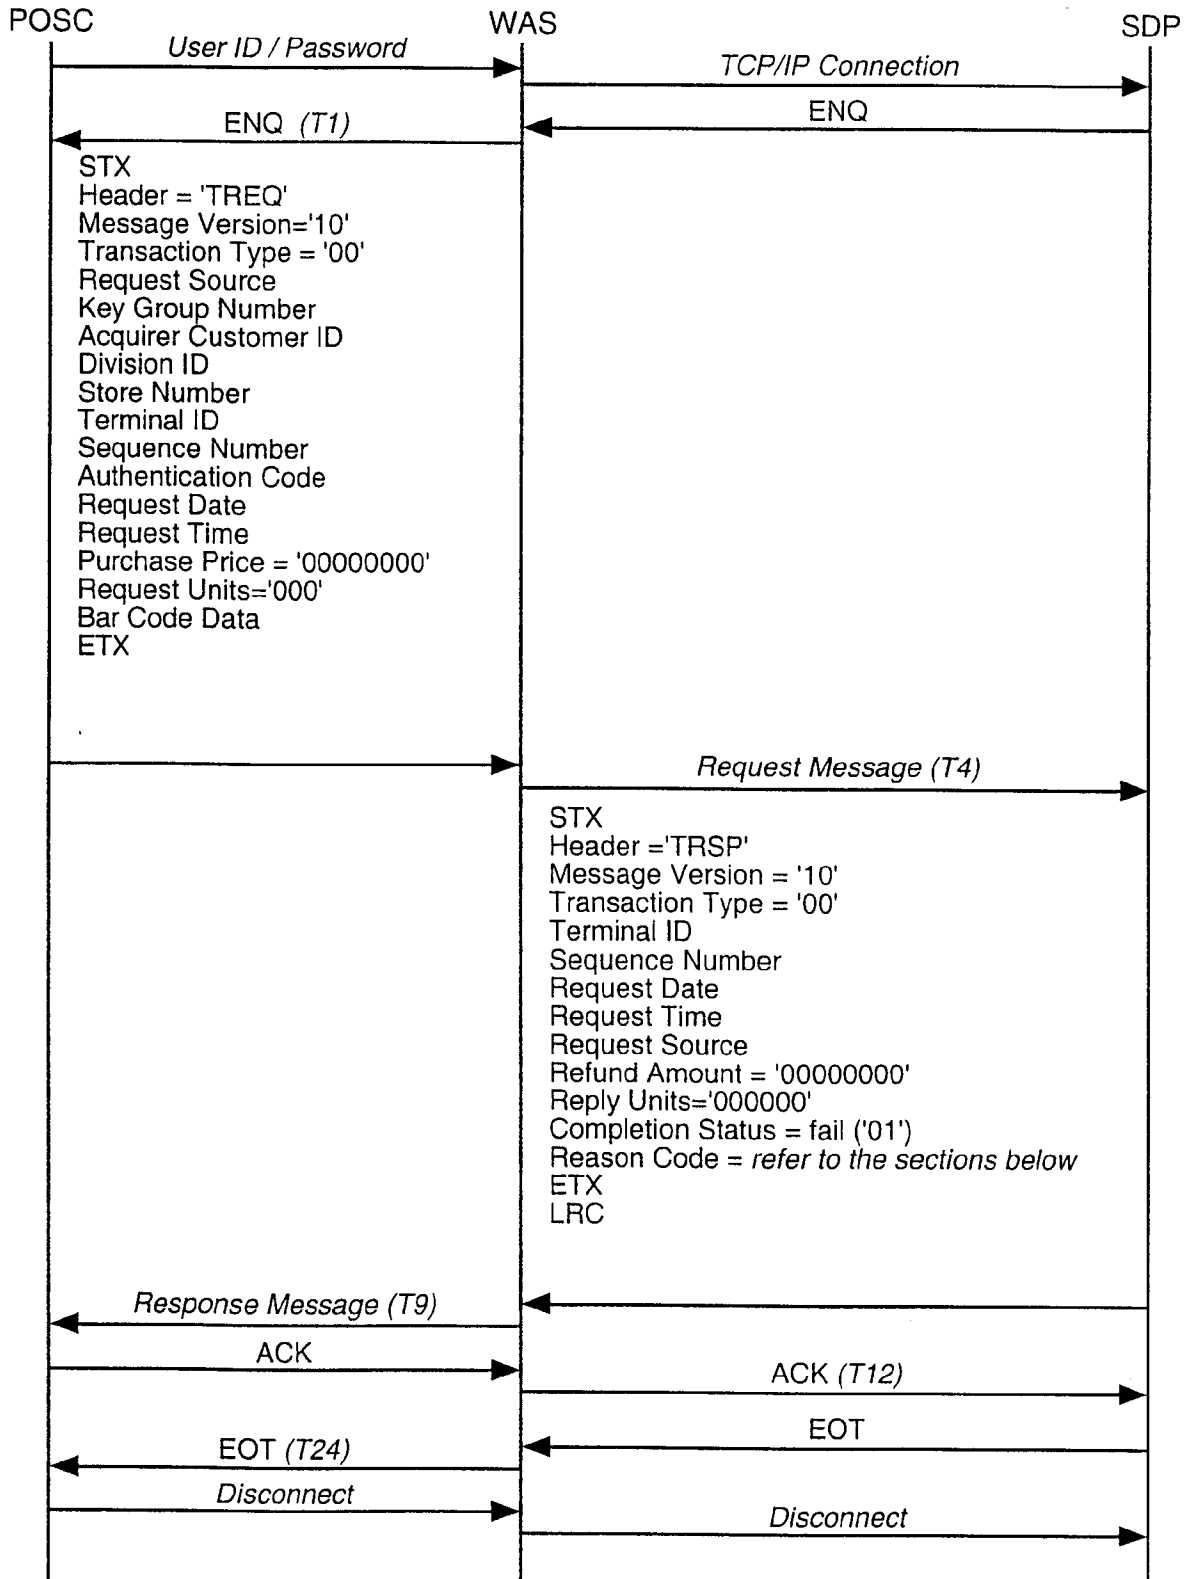 POSC WAS SDP
User ID / Password
TCP/IP Connection
ENQ (T1)
ENQ
STX
Header = 'TREQ'
Message Version='10'
Transaction Type = '00'
Request Source
Key Group Number
Acquirer Customer ID
Division ID
Store Number
Terminal ID
Sequence Number
Authentication Code
Request Date
Request Time
Purchase Price = '00000000'
Request Units='000'
Bar Code Data
ETX
Request Message (T4)
STX
Header ='TRSP'
Message Version = '10'
Transaction Type = '00'
Terminal ID
Sequence Number
Request Date
Request Time
Request Source
Refund Amount = '00000000'
Reply Units='000000'
Completion Status = fail ('01')
Reason Code = refer to the sections below
ETX
LRC
Response Message (T9)
ACK
ACK (T12)
EOT
EOT (T24)
Disconnect
Disconnect